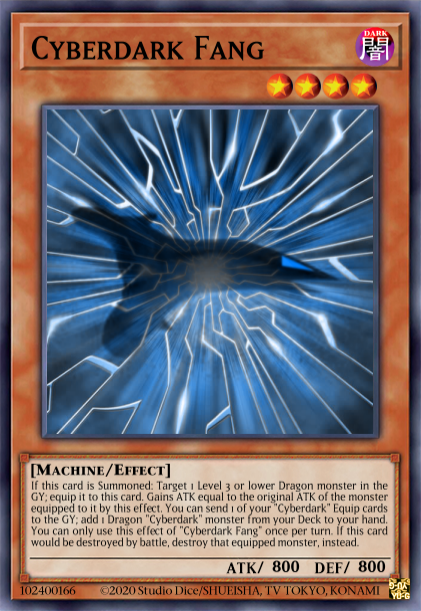 CYBERDARK FANG
DARK
闇
[MACHINE/EFFECT]
If this card is Summoned: Target 1 Level 3 or lower Dragon monster in the
GY; equip it to this card. Gains ATK equal to the original ATK of the monster
equipped to it by this effect. You can send 1 of your "Cyberdark" Equip cards
to the GY; add 1 Dragon "Cyberdark" monster from your Deck to your hand.
You can only use this effect of "Cyberdark Fang" once per turn. If this card
would be destroyed by battle, destroy that equipped monster, instead.
ATK/ 800 DEF/ 800
102400166 ©2020 Studio Dice/SHUEISHA, TV TOKYO, KONAMI